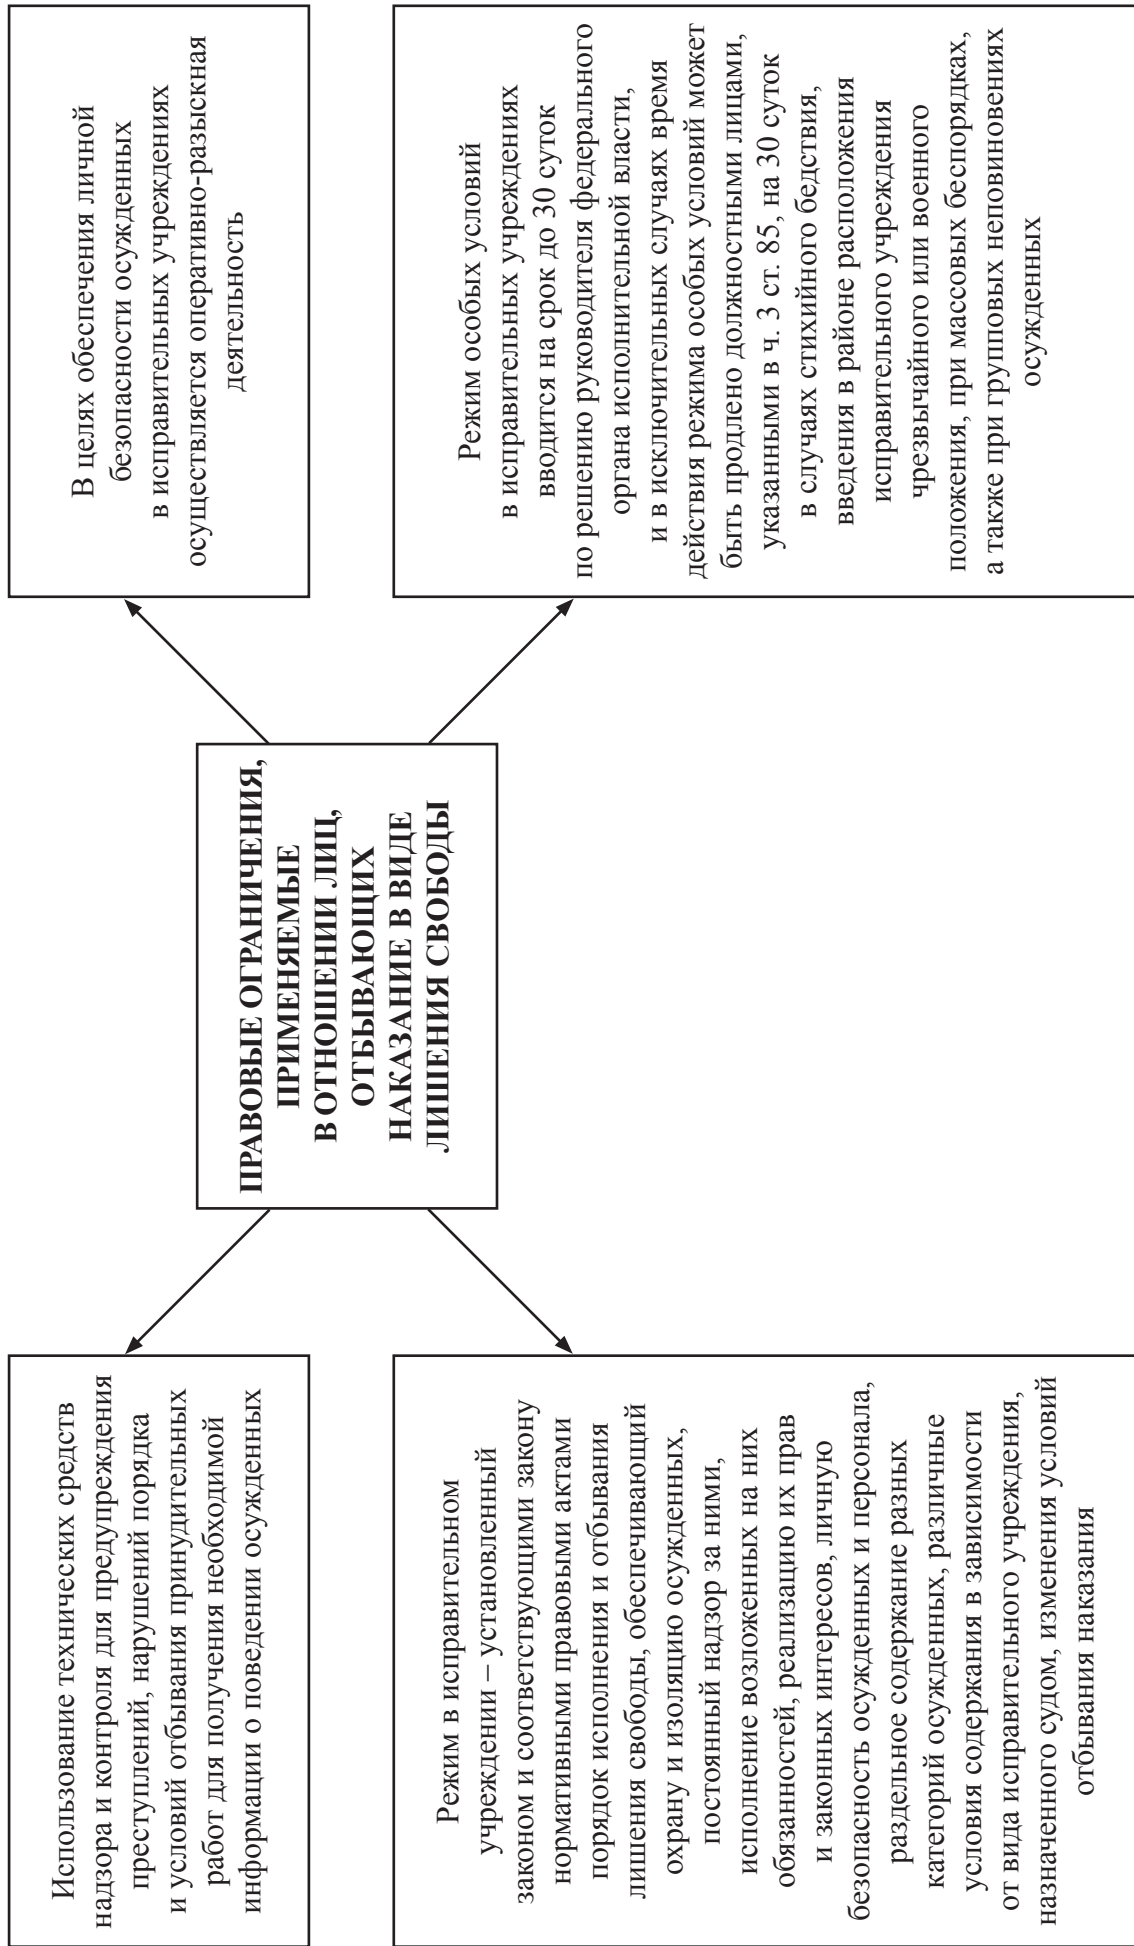 Использование технических средств
надзора и контроля для предупреждения
преступлений, нарушений порядка
и условий отбывания принудительных
работ для получения необходимой
информации о поведении осужденных
В целях обеспечения личной
безопасности осужденных
в исправительных учреждениях
осуществляется оперативно-разыскная
деятельность
ПРАВОВЫЕ ОГРАНИЧЕНИЯ,
ПРИМЕНЯЕМЫЕ
В ОТНОШЕНИИ ЛИЦ,
ОТБЫВАЮЩИХ
НАКАЗАНИЕ В ВИДЕ
ЛИШЕНИЯ СВОБОДЫ
Режим в исправительном
учреждении – установленный
законом и соответствующими закону
нормативными правовыми актами
порядок исполнения и отбывания
лишения свободы, обеспечивающий
охрану и изоляцию осужденных,
постоянный надзор за ними,
исполнение возложенных на них
обязанностей, реализацию их прав
и законных интересов, личную
безопасность осужденных и персонала,
раздельное содержание разных
категорий осужденных, различные
условия содержания в зависимости
от вида исправительного учреждения,
назначенного судом, изменения условий
отбывания наказания
Режим особых условий
в исправительных учреждениях
вводится на срок до 30 суток
по решению руководителя федерального
органа исполнительной власти,
и в исключительных случаях время
действия режима особых условий может
быть продлено должностными лицами,
указанными в ч. 3 ст. 85, на 30 суток
в случаях стихийного бедствия,
введения в районе расположения
исправительного учреждения
чрезвычайного или военного
положения, при массовых беспорядках,
а также при групповых неповиновениях
осужденных